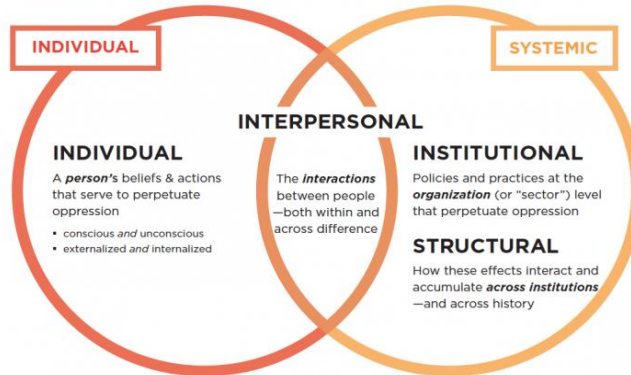 INDIVIDUAL
SYSTEMIC
INTERPERSONAL
The interactions
between people
—both within and
across difference
INDIVIDUAL
A person's beliefs & actions
that serve to perpetuate
oppression
▪ conscious and unconscious
▪ externalized and internalized
INSTITUTIONAL
Policies and practices at the
organization (or “sector”) level
that perpetuate oppression
STRUCTURAL
How these effects interact and
accumulate across institutions
—and across history